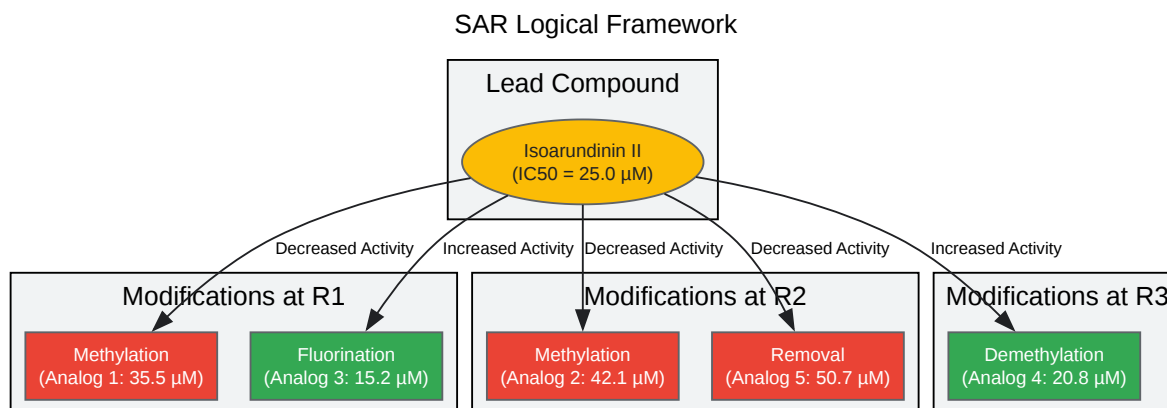 SAR Logical Framework
Lead Compound
Isoarundinin II
(IC50 = 25.0 µM)
Decreased Activity
Increased Activity
Decreased Activity
Decreased Activity
Increased Activity
Modifications at R1
Modifications at R2
Modifications at R3
Methylation
(Analog 1: 35.5 µM)
Fluorination
(Analog 3: 15.2 µM)
Methylation
(Analog 2: 42.1 µM)
Removal
(Analog 5: 50.7 µM)
Demethylation
(Analog 4: 20.8 µM)